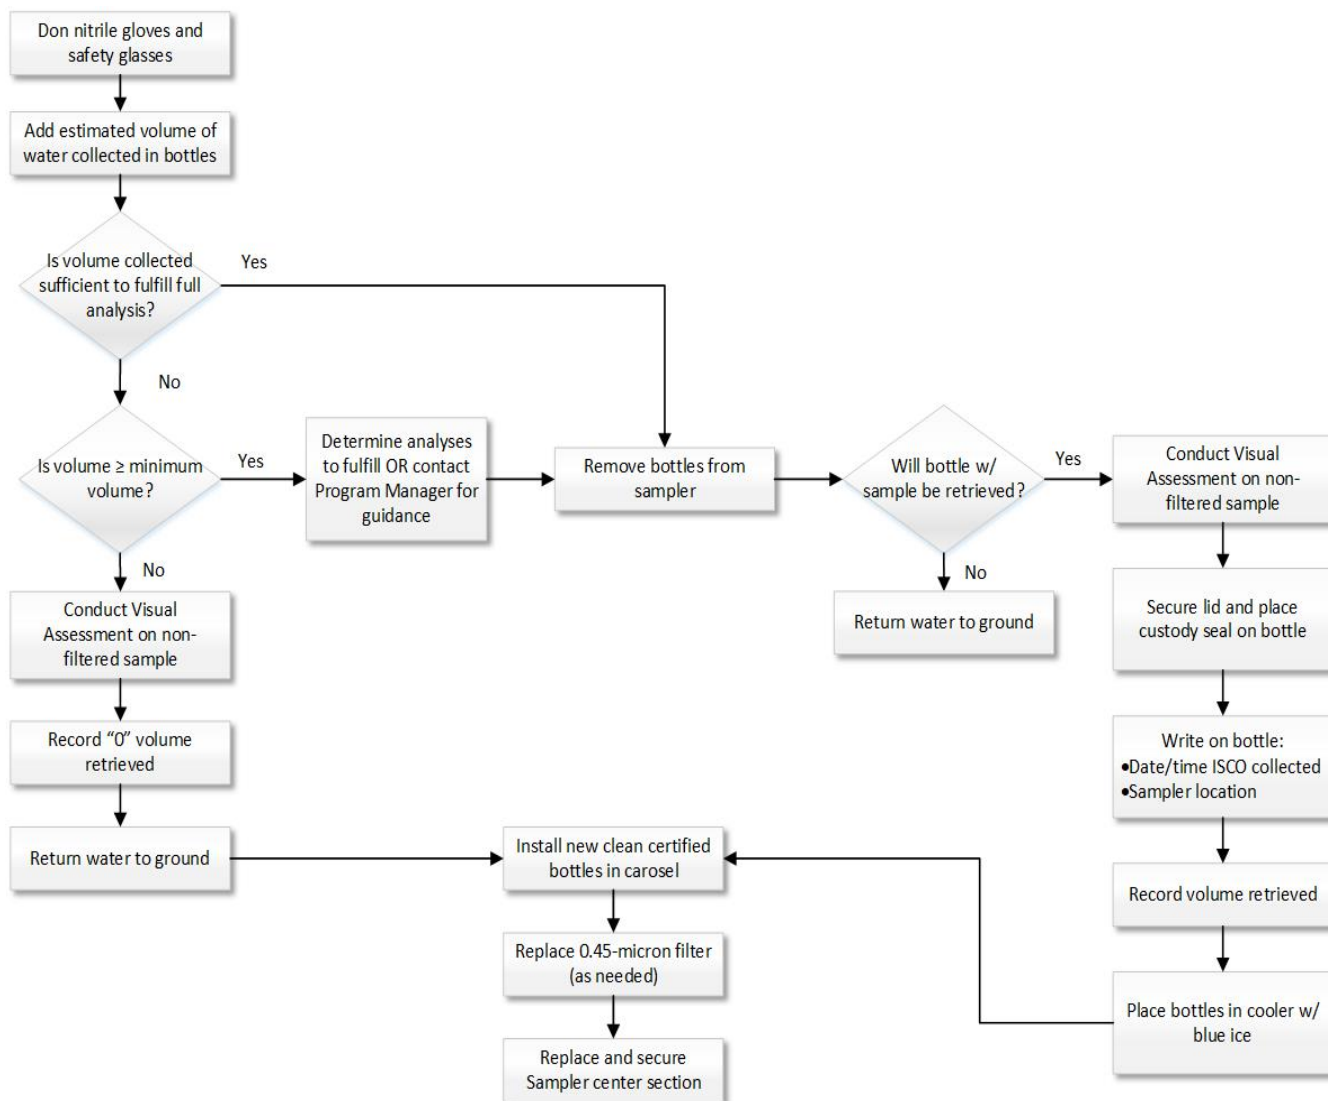 Don nitrile gloves and
safety glasses
Add estimated volume of
water collected in bottles
Is volume collected
sufficient to fulfill full
analysis?
Yes
No
Is volume ≥ minimum
volume?
Yes
Determine analyses
to fulfill OR contact
Program Manager for
guidance
Remove bottles from
sampler
Will bottle w/
sample be retrieved?
Yes
Conduct Visual
Assessment on non-
filtered sample
No
No
Conduct Visual
Assessment on non-
filtered sample
Return water to ground
Secure lid and place
custody seal on bottle
Record “0” volume
retrieved
Write on bottle:
•Date/time ISCO collected
•Sampler location
Return water to ground
Install new clean certified
bottles in carosel
Record volume retrieved
Replace 0.45-micron filter
(as needed)
Place bottles in cooler w/
blue ice
Replace and secure
Sampler center section